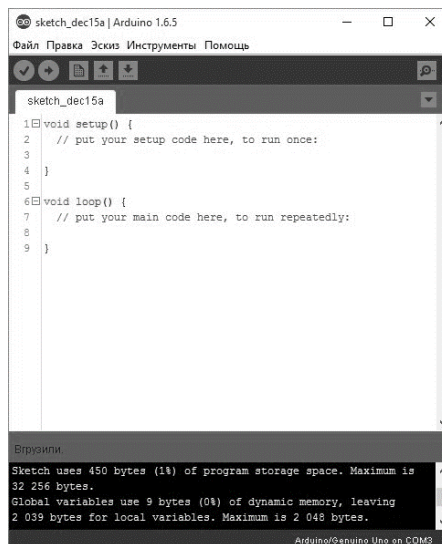 sketch_dec15a | Arduino 1.6.5
Файл Правка Эскиз Инструменты Помощь
sketch_dec15a
1 void setup() {
2 // put your setup code here, to run once:
3
4 }
5
6 void loop() {
7 // put your main code here, to run repeatedly:
8
9 }
Вгрузили.
Sketch uses 450 bytes (1%) of program storage space. Maximum is
32 256 bytes.
Global variables use 9 bytes (0%) of dynamic memory, leaving
2 039 bytes for local variables. Maximum is 2 048 bytes.
Arduino/Genuino Uno on COM3